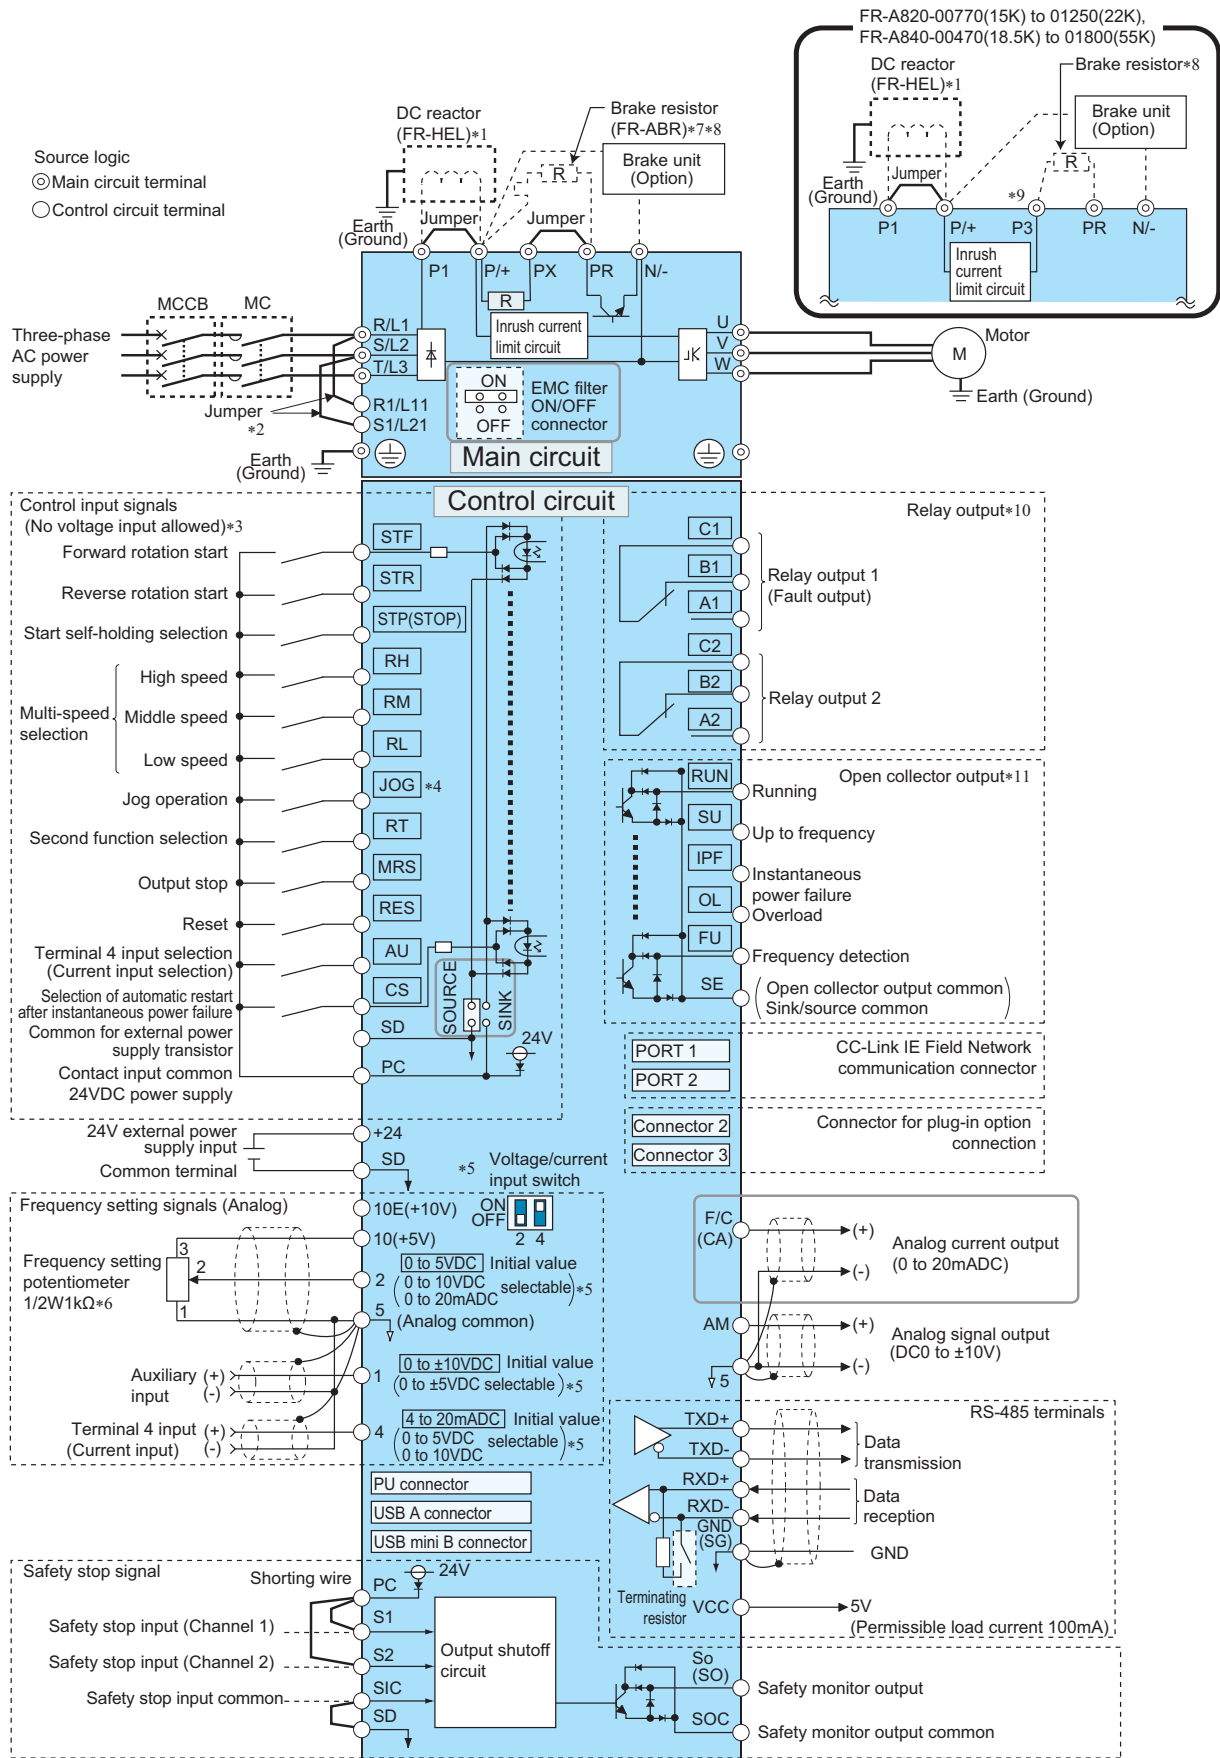 FR-A820-00770(15K) to 01250(22K),
FR-A840-00470(18.5K) to 01800(55K)
DC reactor
(FR-HEL)*1
Brake resistor*8
Brake unit
(Option)
R
Earth
(Ground)
Jumper
*9
P1
P/+
P3
PR
N/-
Inrush
current
limit circuit
Source logic
Main circuit terminal
Control circuit terminal
DC reactor
(FR-HEL)*1
Brake resistor
(FR-ABR)*7*8
Brake unit
(Option)
R
Earth
(Ground)
Jumper
Jumper
P1
P/+
PX
PR
N/-
R
Inrush current
limit circuit
MCCB
MC
Three-phase
AC power
supply
R/L1
S/L2
T/L3
R1/L11
S1/L21
Jumper
*2
Earth
(Ground)
ON
OFF
EMC filter
ON/OFF
connector
U
V
W
Motor
M
Earth (Ground)
Main circuit
Control circuit
Control input signals
(No voltage input allowed)*3
Forward rotation start
STF
Reverse rotation start
STR
Start self-holding selection
STP(STOP)
Multi-speed
selection
High speed
RH
Middle speed
RM
Low speed
RL
Jog operation
JOG *4
Second function selection
RT
Output stop
MRS
Reset
RES
Terminal 4 input selection
(Current input selection)
AU
Selection of automatic restart
after instantaneous power failure
CS
Common for external power
supply transistor
SD
Contact input common
24VDC power supply
PC
SOURCE
SINK
24V
Relay output*10
C1
B1
A1
Relay output 1
(Fault output)
C2
B2
A2
Relay output 2
Open collector output*11
RUN
Running
SU
Up to frequency
IPF
Instantaneous
power failure
OL
Overload
FU
Frequency detection
SE
Open collector output common
Sink/source common
PORT 1
PORT 2
CC-Link IE Field Network
communication connector
Connector 2
Connector 3
Connector for plug-in option
connection
24V external power
supply input
+24
Common terminal
SD
*5
Voltage/current
input switch
ON
OFF
2 4
Frequency setting signals (Analog)
10E(+10V)
10(+5V)
Frequency setting
potentiometer
1/2W1kΩ*6
3
2
1
2
0 to 5VDC Initial value
0 to 10VDC
0 to 20mADC
selectable *5
5
(Analog common)
Auxiliary
input
(+)
(-)
1
0 to ±10VDC Initial value
(0 to ±5VDC selectable)*5
Terminal 4 input
(Current input)
(+)
(-)
4
4 to 20mADC Initial value
0 to 5VDC
0 to 10VDC
selectable *5
F/C
(CA)
(+)
(-)
Analog current output
(0 to 20mADC)
AM
(+)
(-)
5
Analog signal output
(DC0 to ±10V)
PU connector
USB A connector
USB mini B connector
RS-485 terminals
TXD+
TXD-
Data
transmission
RXD+
RXD-
Data
reception
GND
(SG)
GND
Terminating
resistor
VCC
5V
(Permissible load current 100mA)
Safety stop signal
Shorting wire
PC
24V
Safety stop input (Channel 1)
S1
Safety stop input (Channel 2)
S2
Safety stop input common
SIC
SD
Output shutoff
circuit
So
(SO)
Safety monitor output
SOC
Safety monitor output common